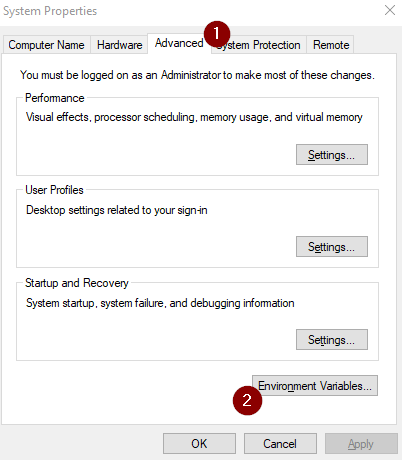 System Properties
1
Computer Name Hardware Advanced System Protection Remote
You must be logged on as an Administrator to make most of these changes.
Performance
Visual effects, processor scheduling, memory usage, and virtual memory
Settings...
User Profiles
Desktop settings related to your sign-in
Settings...
Startup and Recovery
System startup, system failure, and debugging information
Settings...
Environment Variables...
2
OK Cancel Apply